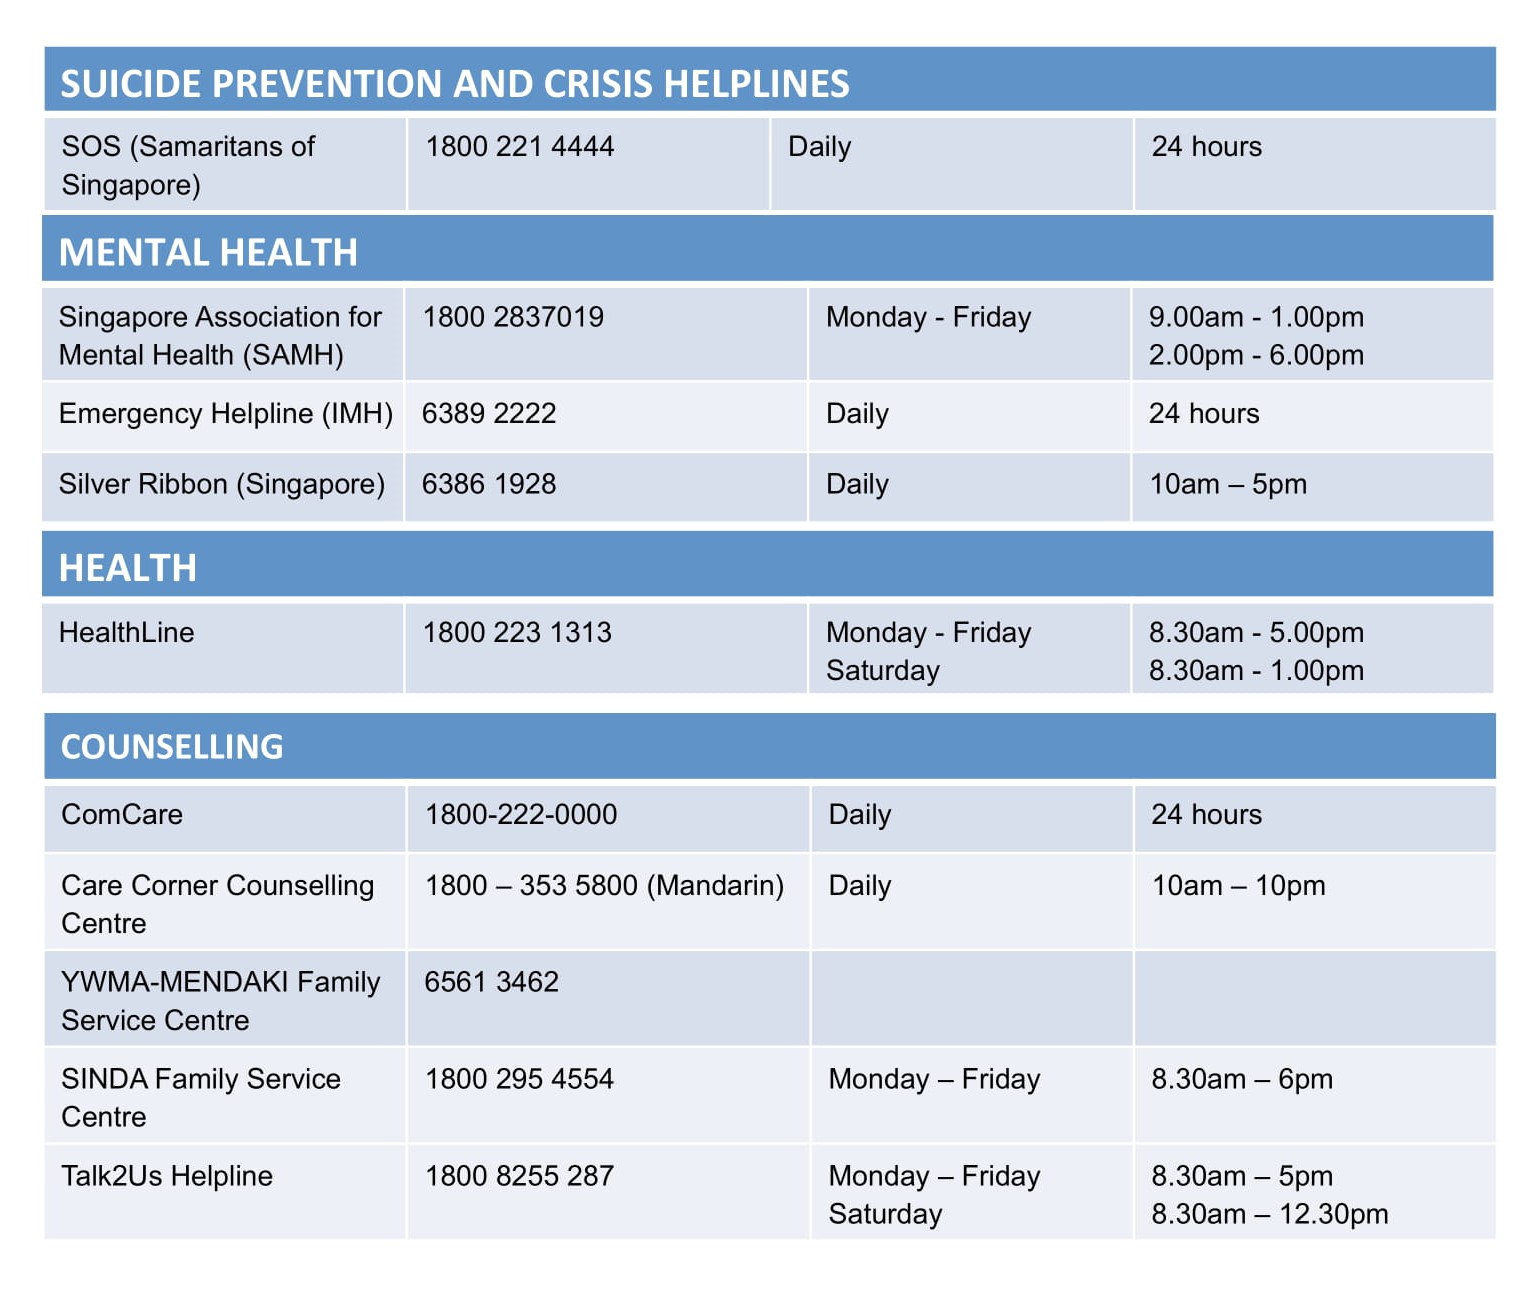 SUICIDE PREVENTION AND CRISIS HELPLINES
SOS (Samaritans of Singapore) 1800 221 4444 Daily 24 hours
MENTAL HEALTH
Singapore Association for Mental Health (SAMH) 1800 2837019 Monday - Friday 9.00am - 1.00pm 2.00pm - 6.00pm
Emergency Helpline (IMH) 6389 2222 Daily 24 hours
Silver Ribbon (Singapore) 6386 1928 Daily 10am – 5pm
HEALTH
HealthLine 1800 223 1313 Monday - Friday 8.30am - 5.00pm
Saturday 8.30am - 1.00pm
COUNSELLING
ComCare 1800-222-0000 Daily 24 hours
Care Corner Counselling Centre 1800 – 353 5800 (Mandarin) Daily 10am – 10pm
YWMA-MENDAKI Family Service Centre 6561 3462
SINDA Family Service Centre 1800 295 4554 Monday – Friday 8.30am – 6pm
Talk2Us Helpline 1800 8255 287 Monday – Friday 8.30am – 5pm
Saturday 8.30am – 12.30pm